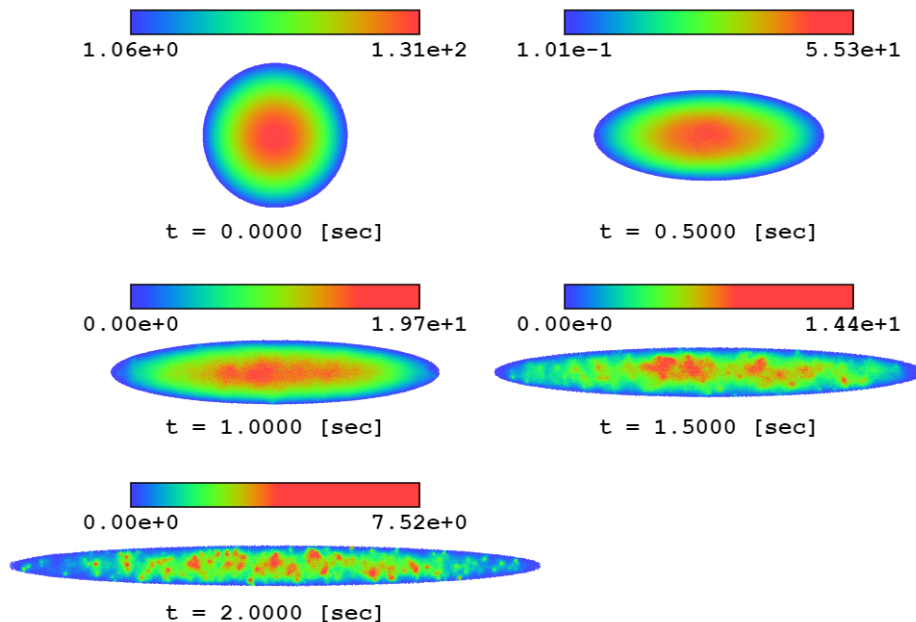 1.06e+0 1.31e+2
t = 0.0000 [sec]
1.01e-1 5.53e+1
t = 0.5000 [sec]
0.00e+0 1.97e+1
t = 1.0000 [sec]
0.00e+0 1.44e+1
t = 1.5000 [sec]
0.00e+0 7.52e+0
t = 2.0000 [sec]